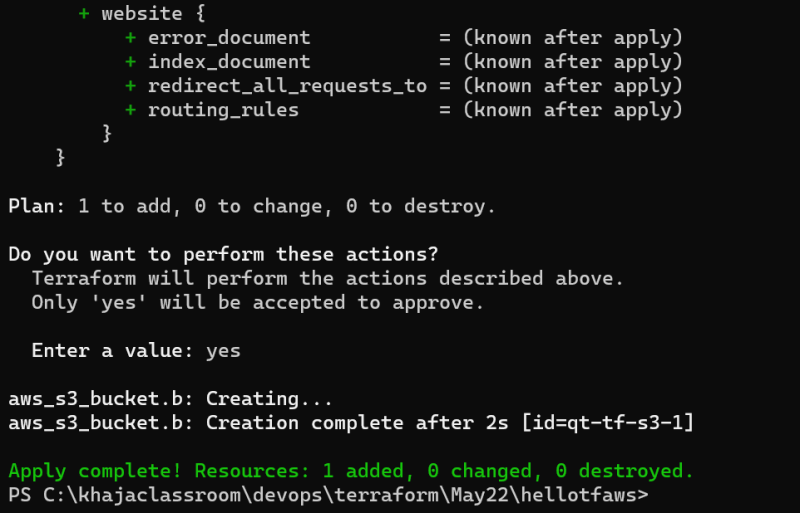 + website {
+ error_document = (known after apply)
+ index_document = (known after apply)
+ redirect_all_requests_to = (known after apply)
+ routing_rules = (known after apply)
}
}
Plan: 1 to add, 0 to change, 0 to destroy.
Do you want to perform these actions?
Terraform will perform the actions described above.
Only 'yes' will be accepted to approve.
Enter a value: yes
aws_s3_bucket.b: Creating...
aws_s3_bucket.b: Creation complete after 2s [id=qt-tf-s3-1]
Apply complete! Resources: 1 added, 0 changed, 0 destroyed.
PS C:\khajaclassroom\devops\terraform\May22\hellotfaws>